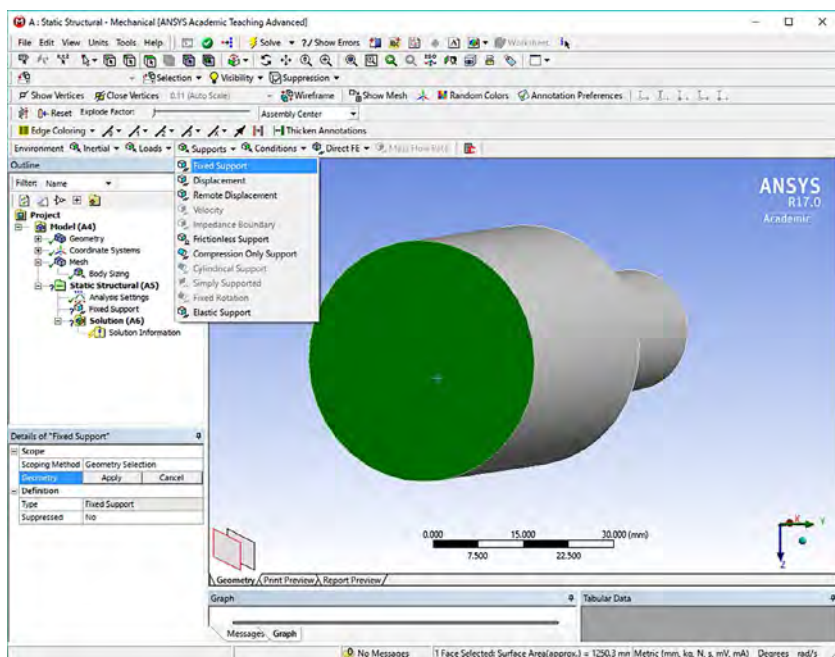 A : Static Structural - Mechanical [ANSYS Academic Teaching Advanced]
File Edit View Units Tools Help Solve ?/ Show Errors Worksheet
Selection Visibility Suppression
Show Vertices Close Vertices 0.11 (Auto Scale) Wireframe Show Mesh Random Colors Annotation Preferences
Reset Explode Factor: Assembly Center
Edge Coloring Thicken Annotations
Environment Inertial Loads Supports Conditions Direct FE Mass Flow Rate
Outline
Filter: Name
Project
Model (A4)
Geometry
Coordinate Systems
Mesh
Body Sizing
Static Structural (A5)
Analysis Settings
Fixed Support
Solution (A6)
Solution Information
Fixed Support
Displacement
Remote Displacement
Velocity
Impedance Boundary
Frictionless Support
Compression Only Support
Cylindrical Support
Simply Supported
Fixed Rotation
Elastic Support
ANSYS
R17.0
Academic
Details of "Fixed Support"
Scope
Scoping Method Geometry Selection
Geometry Apply Cancel
Definition
Type Fixed Support
Suppressed No
0.000 15.000 30.000 (mm)
7.500 22.500
X Y
Z
Geometry Print Preview Report Preview
Graph Tabular Data
Messages Graph
No Messages 1 Face Selected: Surface Area(approx.) = 1250.3 mm Metric (mm, kg, N, s, mV, mA) Degrees rad/s